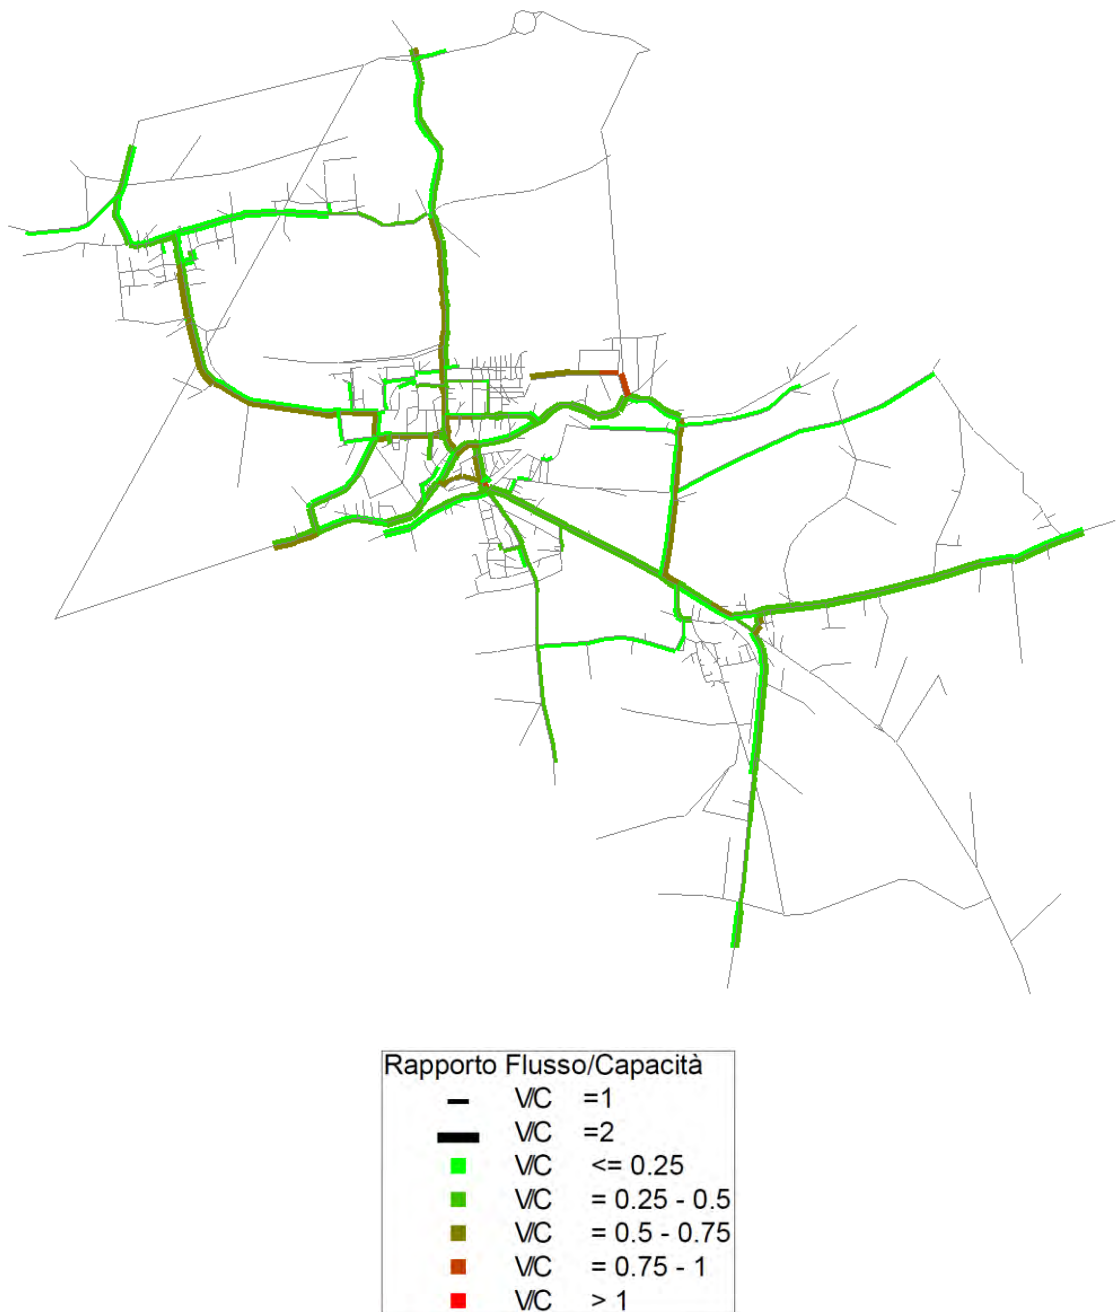 Rapporto Flusso/Capacità
V/C =1
V/C =2
V/C <= 0.25
V/C = 0.25 - 0.5
V/C = 0.5 - 0.75
V/C = 0.75 - 1
V/C > 1